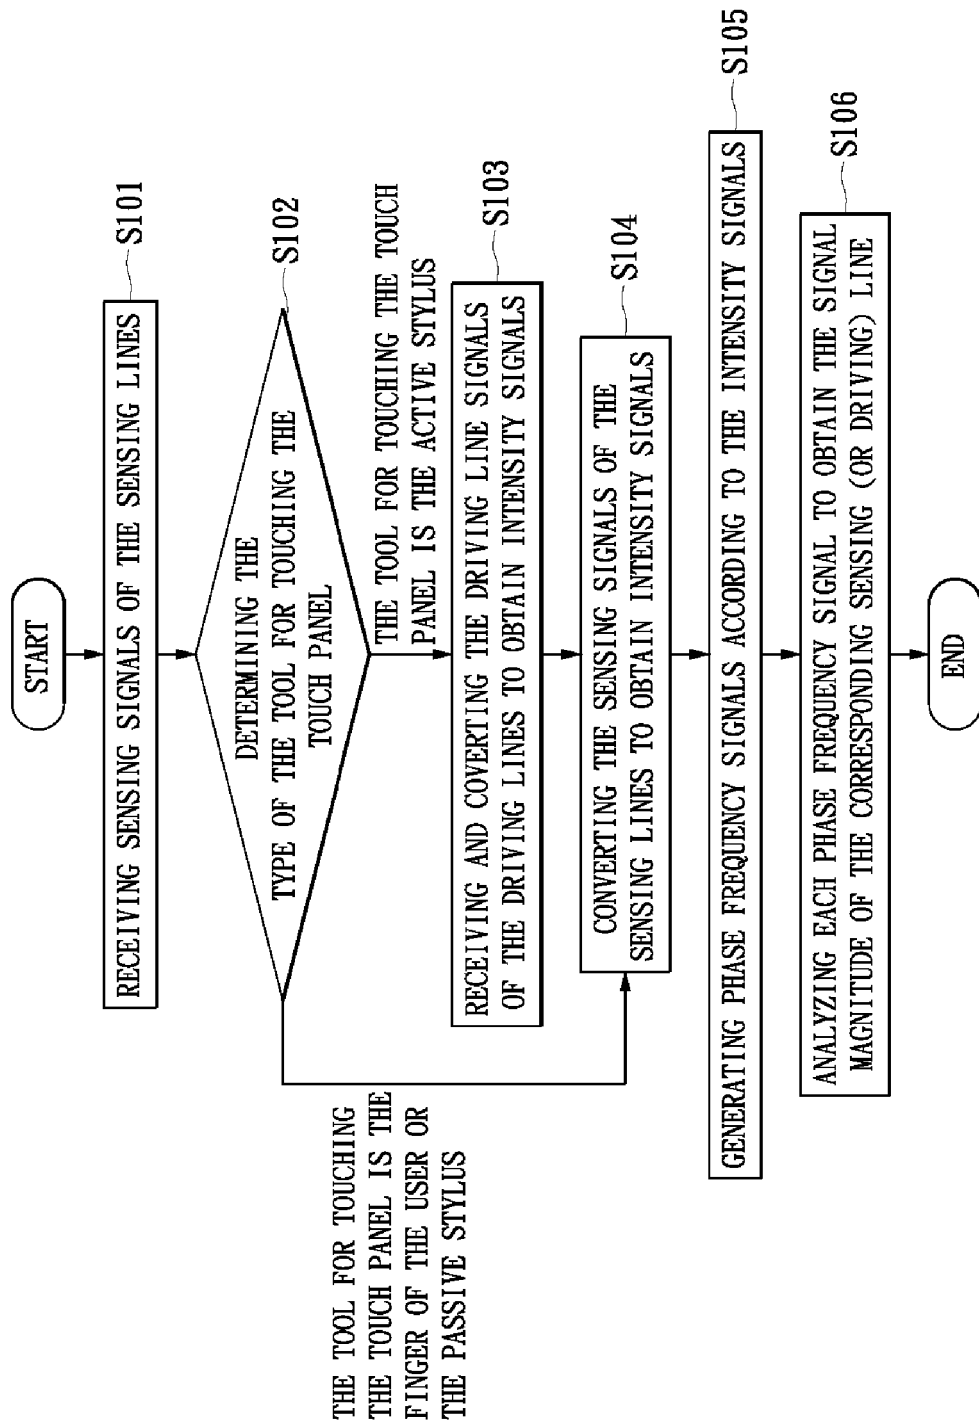 START
RECEIVING SENSING SIGNALS OF THE SENSING LINES
S101
DETERMINING THE
TYPE OF THE TOOL FOR TOUCHING THE
TOUCH PANEL
S102
THE TOOL FOR TOUCHING THE TOUCH
PANEL IS THE ACTIVE STYLUS
THE TOOL FOR TOUCHING
THE TOUCH PANEL IS THE
FINGER OF THE USER OR
THE PASSIVE STYLUS
RECEIVING AND COVERTING THE DRIVING LINE SIGNALS
OF THE DRIVING LINES TO OBTAIN INTENSITY SIGNALS
S103
CONVERTING THE SENSING SIGNALS OF THE
SENSING LINES TO OBTAIN INTENSITY SIGNALS
S104
GENERATING PHASE FREQUENCY SIGNALS ACCORDING TO THE INTENSITY SIGNALS
S105
ANALYZING EACH PHASE FREQUENCY SIGNAL TO OBTAIN THE SIGNAL
MAGNITUDE OF THE CORRESPONDING SENSING (OR DRIVING) LINE
S106
END